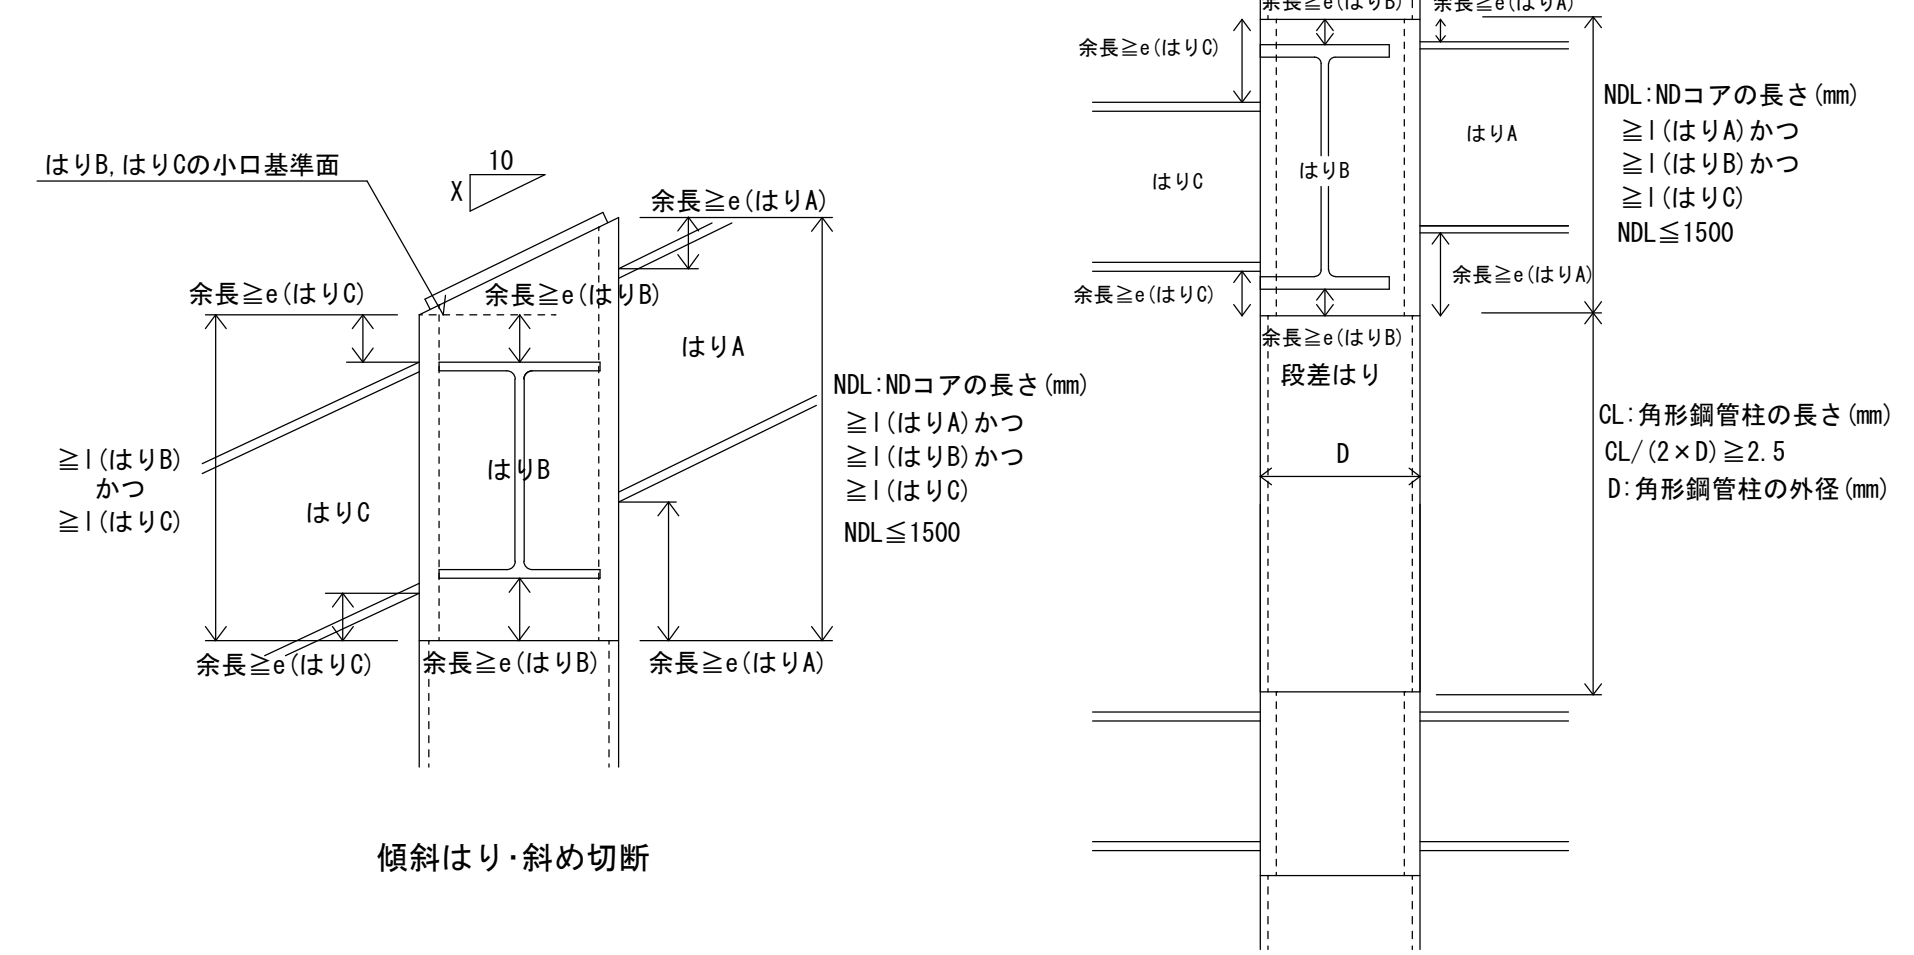 はりB,はりCの小口基準面
10
X
余長≧e(はりA)
余長≧e(はりC)
余長≧e(はりB)
はりA
NDL:NDコアの長さ(mm)
≧l(はりA)かつ
≧l(はりB)かつ
≧l(はりC)
NDL≦1500
≧l(はりB)
かつ
≧l(はりC)
はりC
はりB
余長≧e(はりC)
余長≧e(はりB)
余長≧e(はりA)
傾斜はり・斜め切断
余長≧e(はりB)
余長≧e(はりA)
余長≧e(はりC)
NDL:NDコアの長さ(mm)
≧l(はりA)かつ
≧l(はりB)かつ
≧l(はりC)
NDL≦1500
はりA
はりB
はりC
余長≧e(はりA)
余長≧e(はりC)
余長≧e(はりB)
段差はり
D
CL:角形鋼管柱の長さ(mm)
CL/(2×D)≧2.5
D:角形鋼管柱の外径(mm)